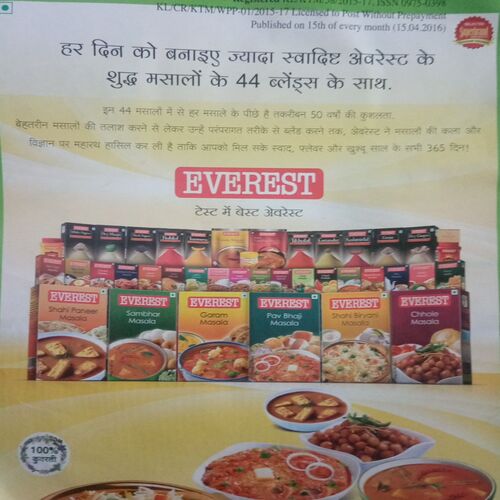 KL/CR/KTM/WPP-01/2015-17 Licensed to Post Without Prepayment
Published on 15th of every month (15.04.2016)
हर दिन को बनाइए ज्यादा स्वादिष्ट अेवरेस्ट के
शुद्ध मसालों के 44 ब्लेंड्स के साथ.
इन 44 मसालों में से हर मसाले के पीछे है तकरीबन 50 वर्षों की कुशलता.
बेहतरीन मसालों की तलाश करने से लेकर उन्हे परंपरागत तरीके से ब्लेंड करने तक, अेवरेस्ट ने मसालों की कला और
विज्ञान पर महारथ हासिल कर ली है ताकि आपको मिल सके स्वाद, फ्लेवर और खुश्बू साल के सभी 365 दिन!
EVEREST
टेस्ट में बेस्ट अेवरेस्ट
EVEREST EVEREST EVEREST EVEREST EVEREST EVEREST
Shahi Paneer Masala
Sambhar Masala
Garam Masala
Pav Bhaji Masala
Shahi Biryani Masala
Chhole Masala
100%
कुदरती